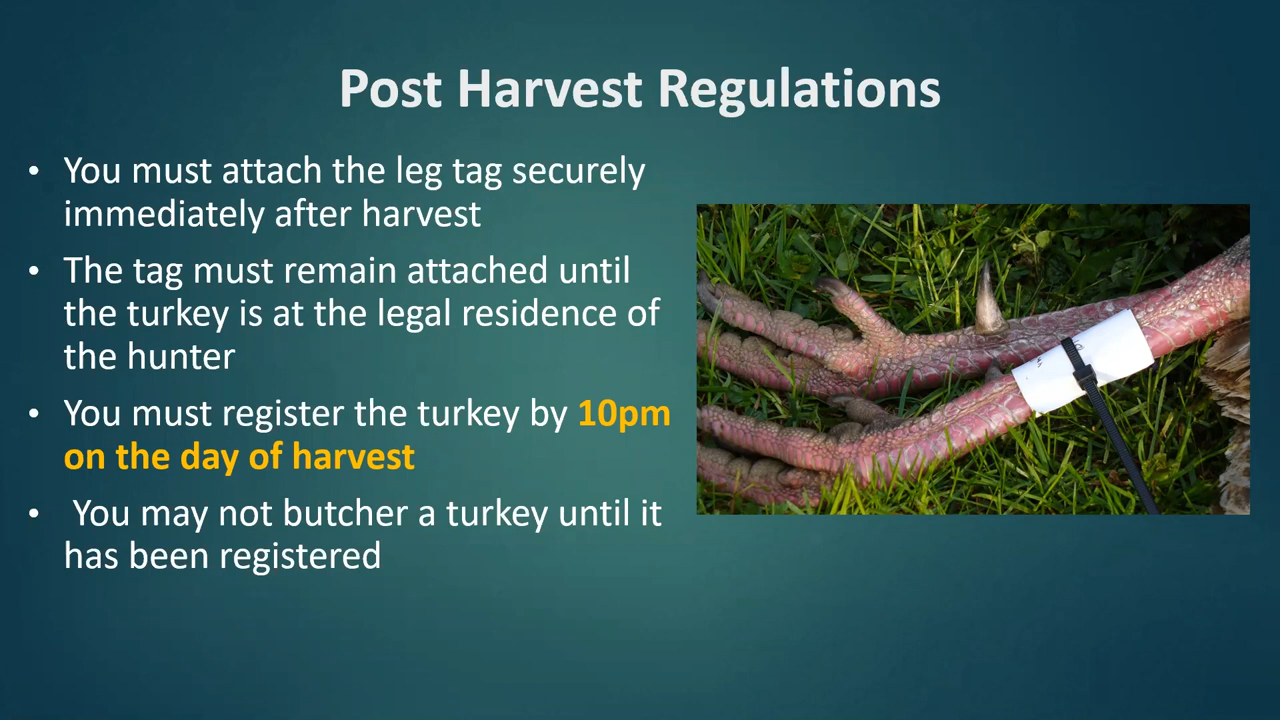 Post Harvest Regulations
• You must attach the leg tag securely
immediately after harvest
• The tag must remain attached until
the turkey is at the legal residence of
the hunter
• You must register the turkey by 10pm
on the day of harvest
• You may not butcher a turkey until it
has been registered